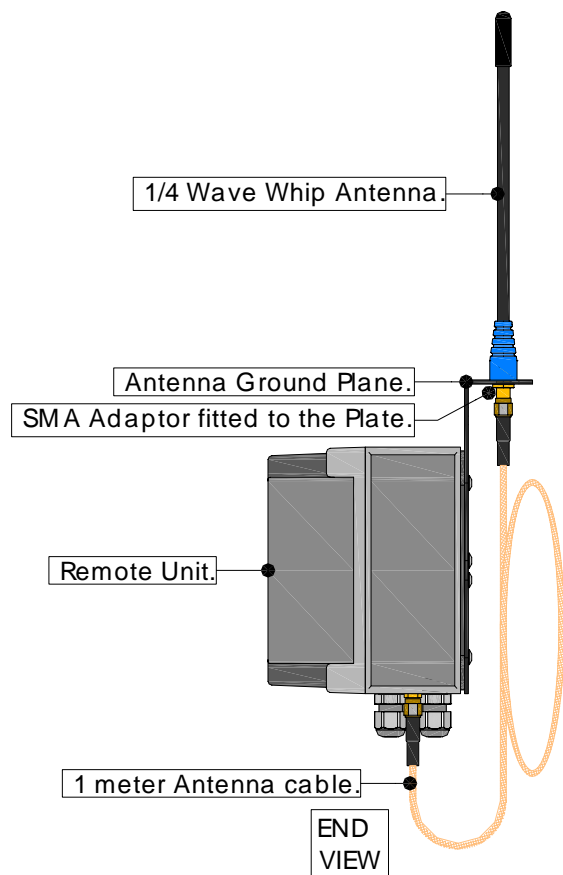 1/4 Wave Whip Antenna.
Antenna Ground Plane.
SMA Adaptor fitted to the Plate.
Remote Unit.
1 meter Antenna cable.
END
VIEW